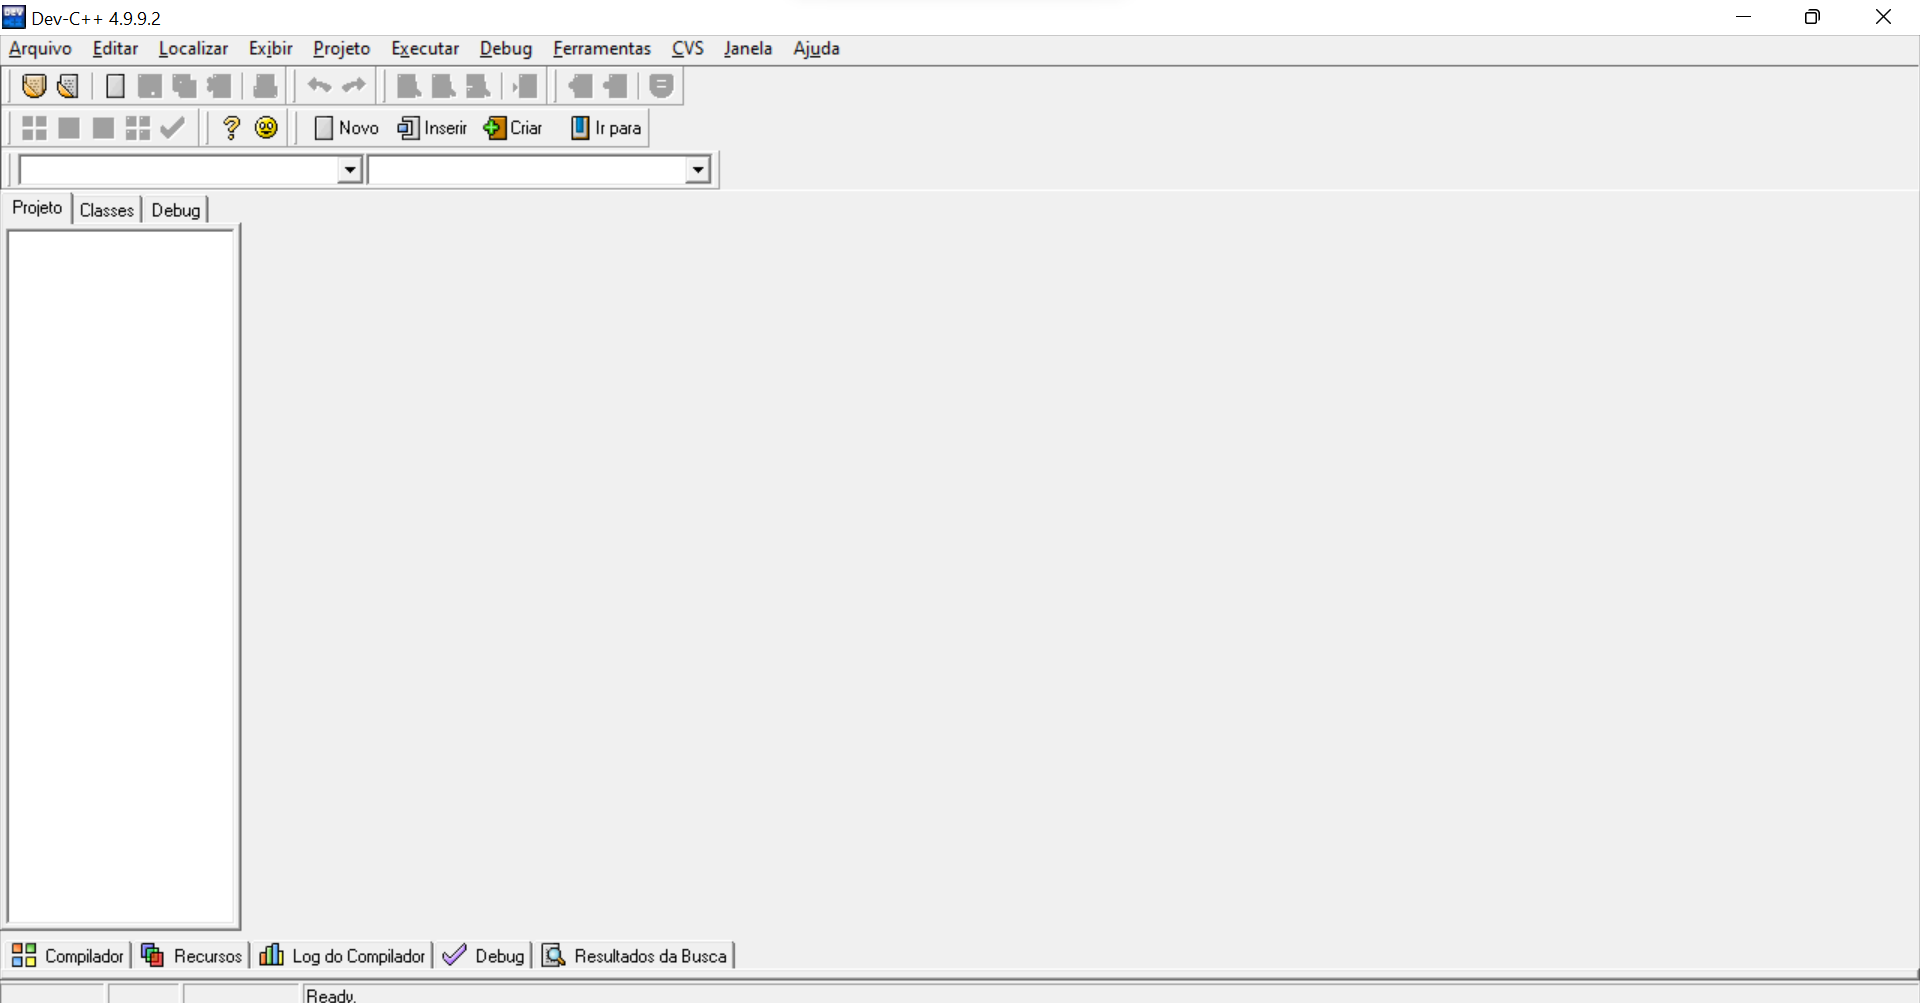 Dev-C++ 4.9.9.2
Arquivo Editar Localizar Exibir Projeto Executar Debug Ferramentas CVS Janela Ajuda
Novo Inserir Criar Ir para
Projeto Classes Debug
Compilador Recursos Log do Compilador Debug Resultados da Busca
Ready.